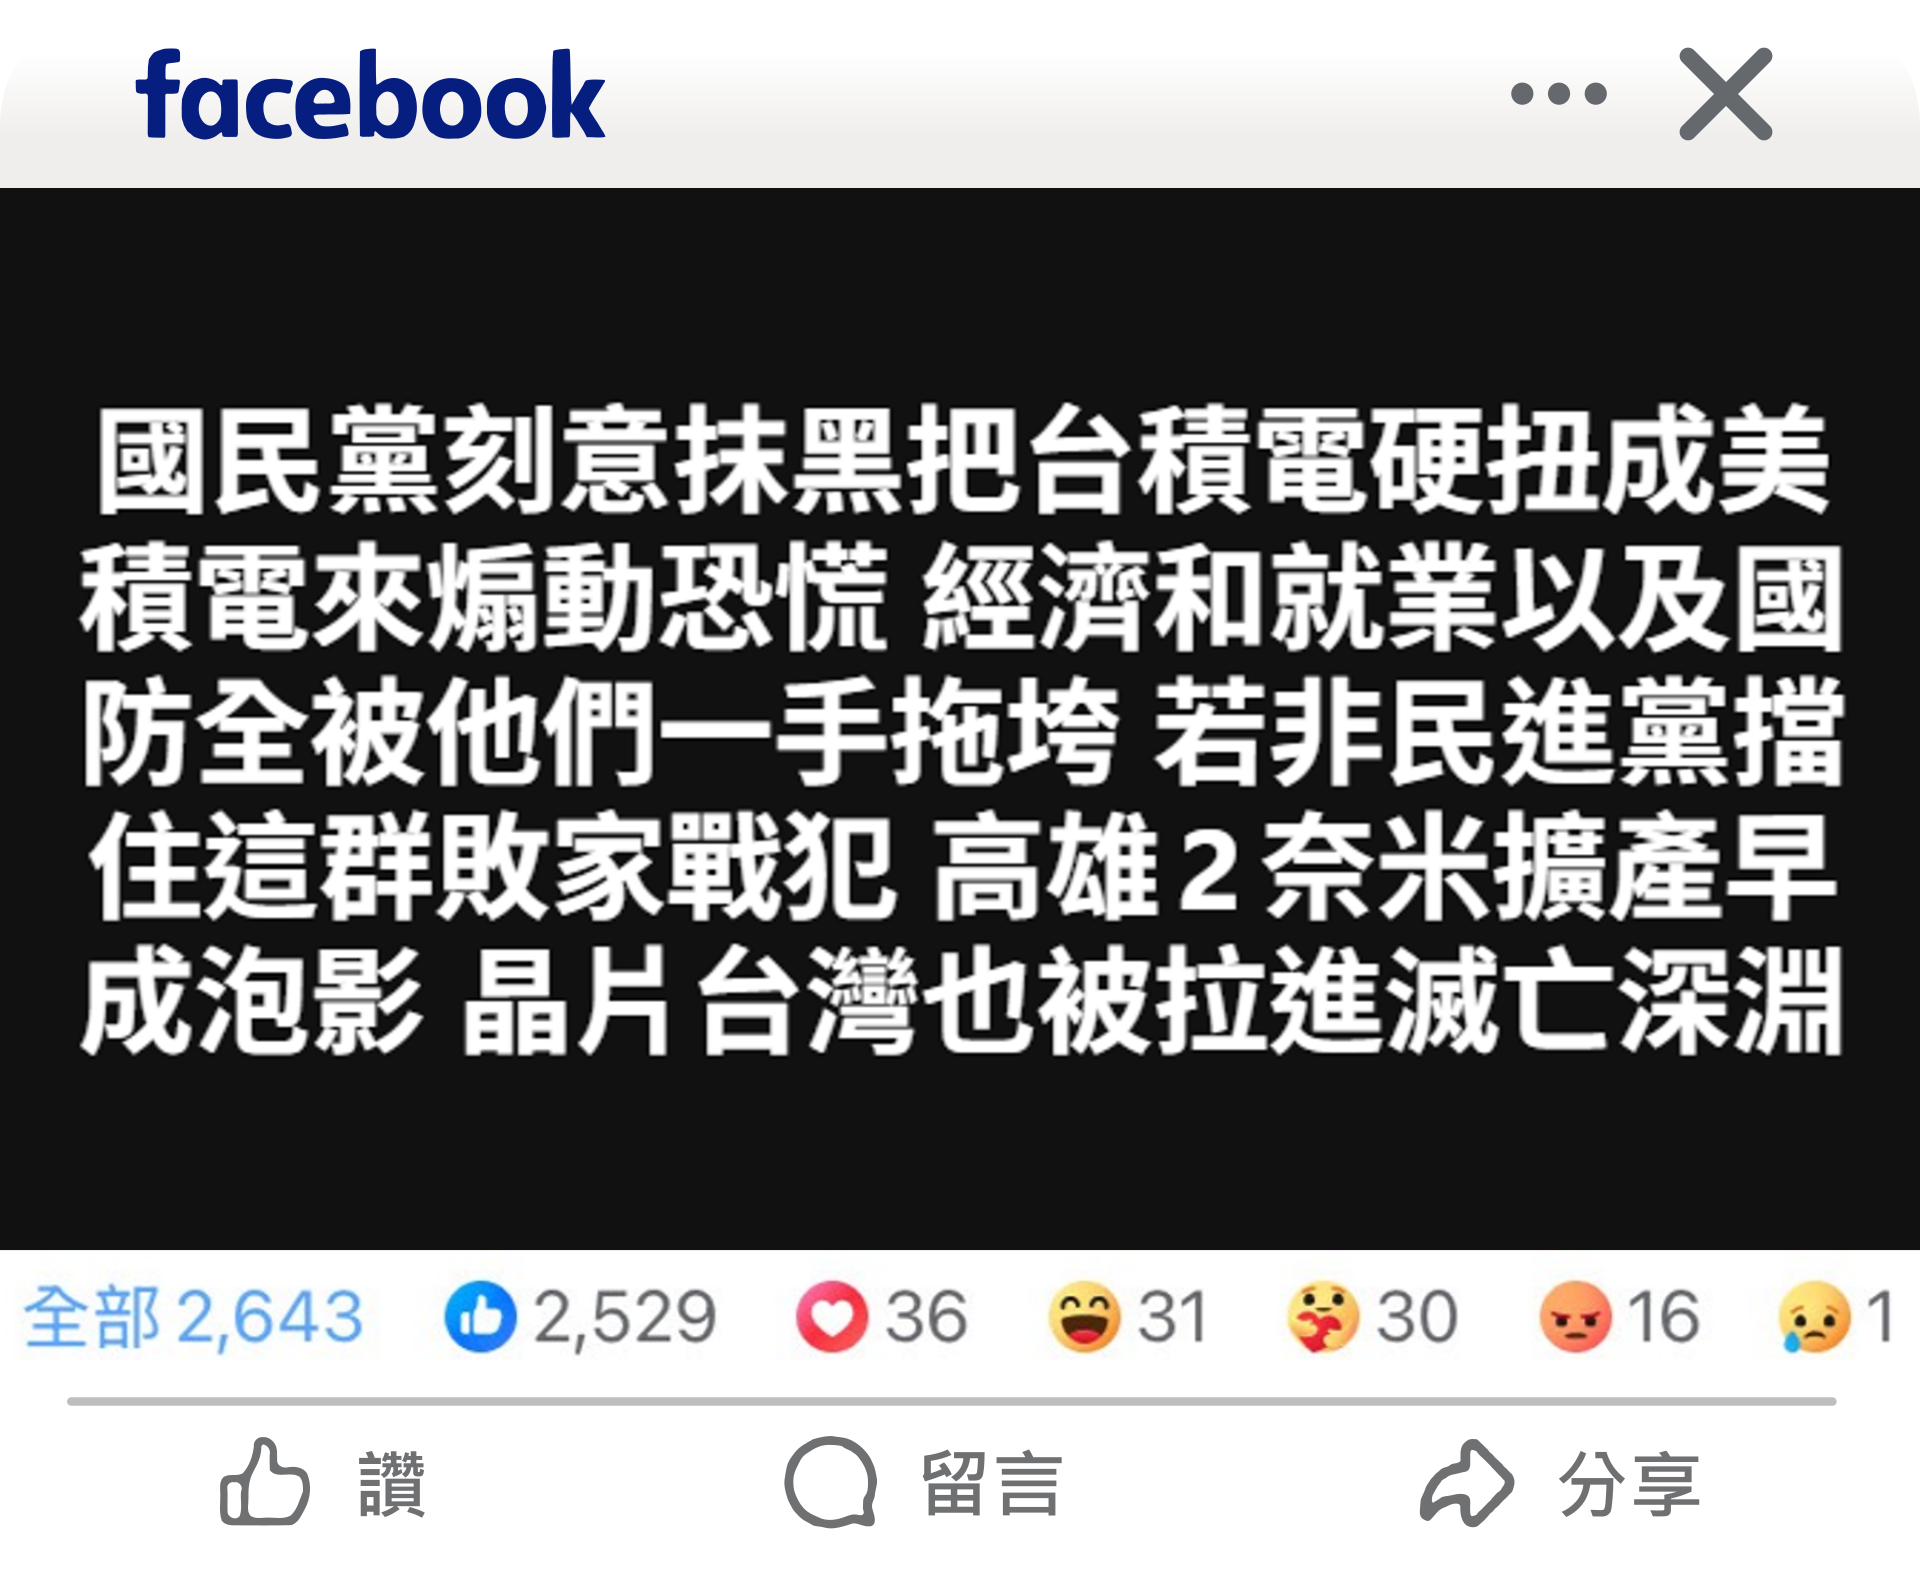 facebook
國民黨刻意抹黑把台積電硬扭成美
積電來煽動恐慌 經濟和就業以及國
防全被他們一手拖垮 若非民進黨擋
住這群敗家戰犯 高雄2奈米擴產早
成泡影 晶片台灣也被拉進滅亡深淵
全部 2,643 2,529 36 31 30 16 1
讚 留言 分享